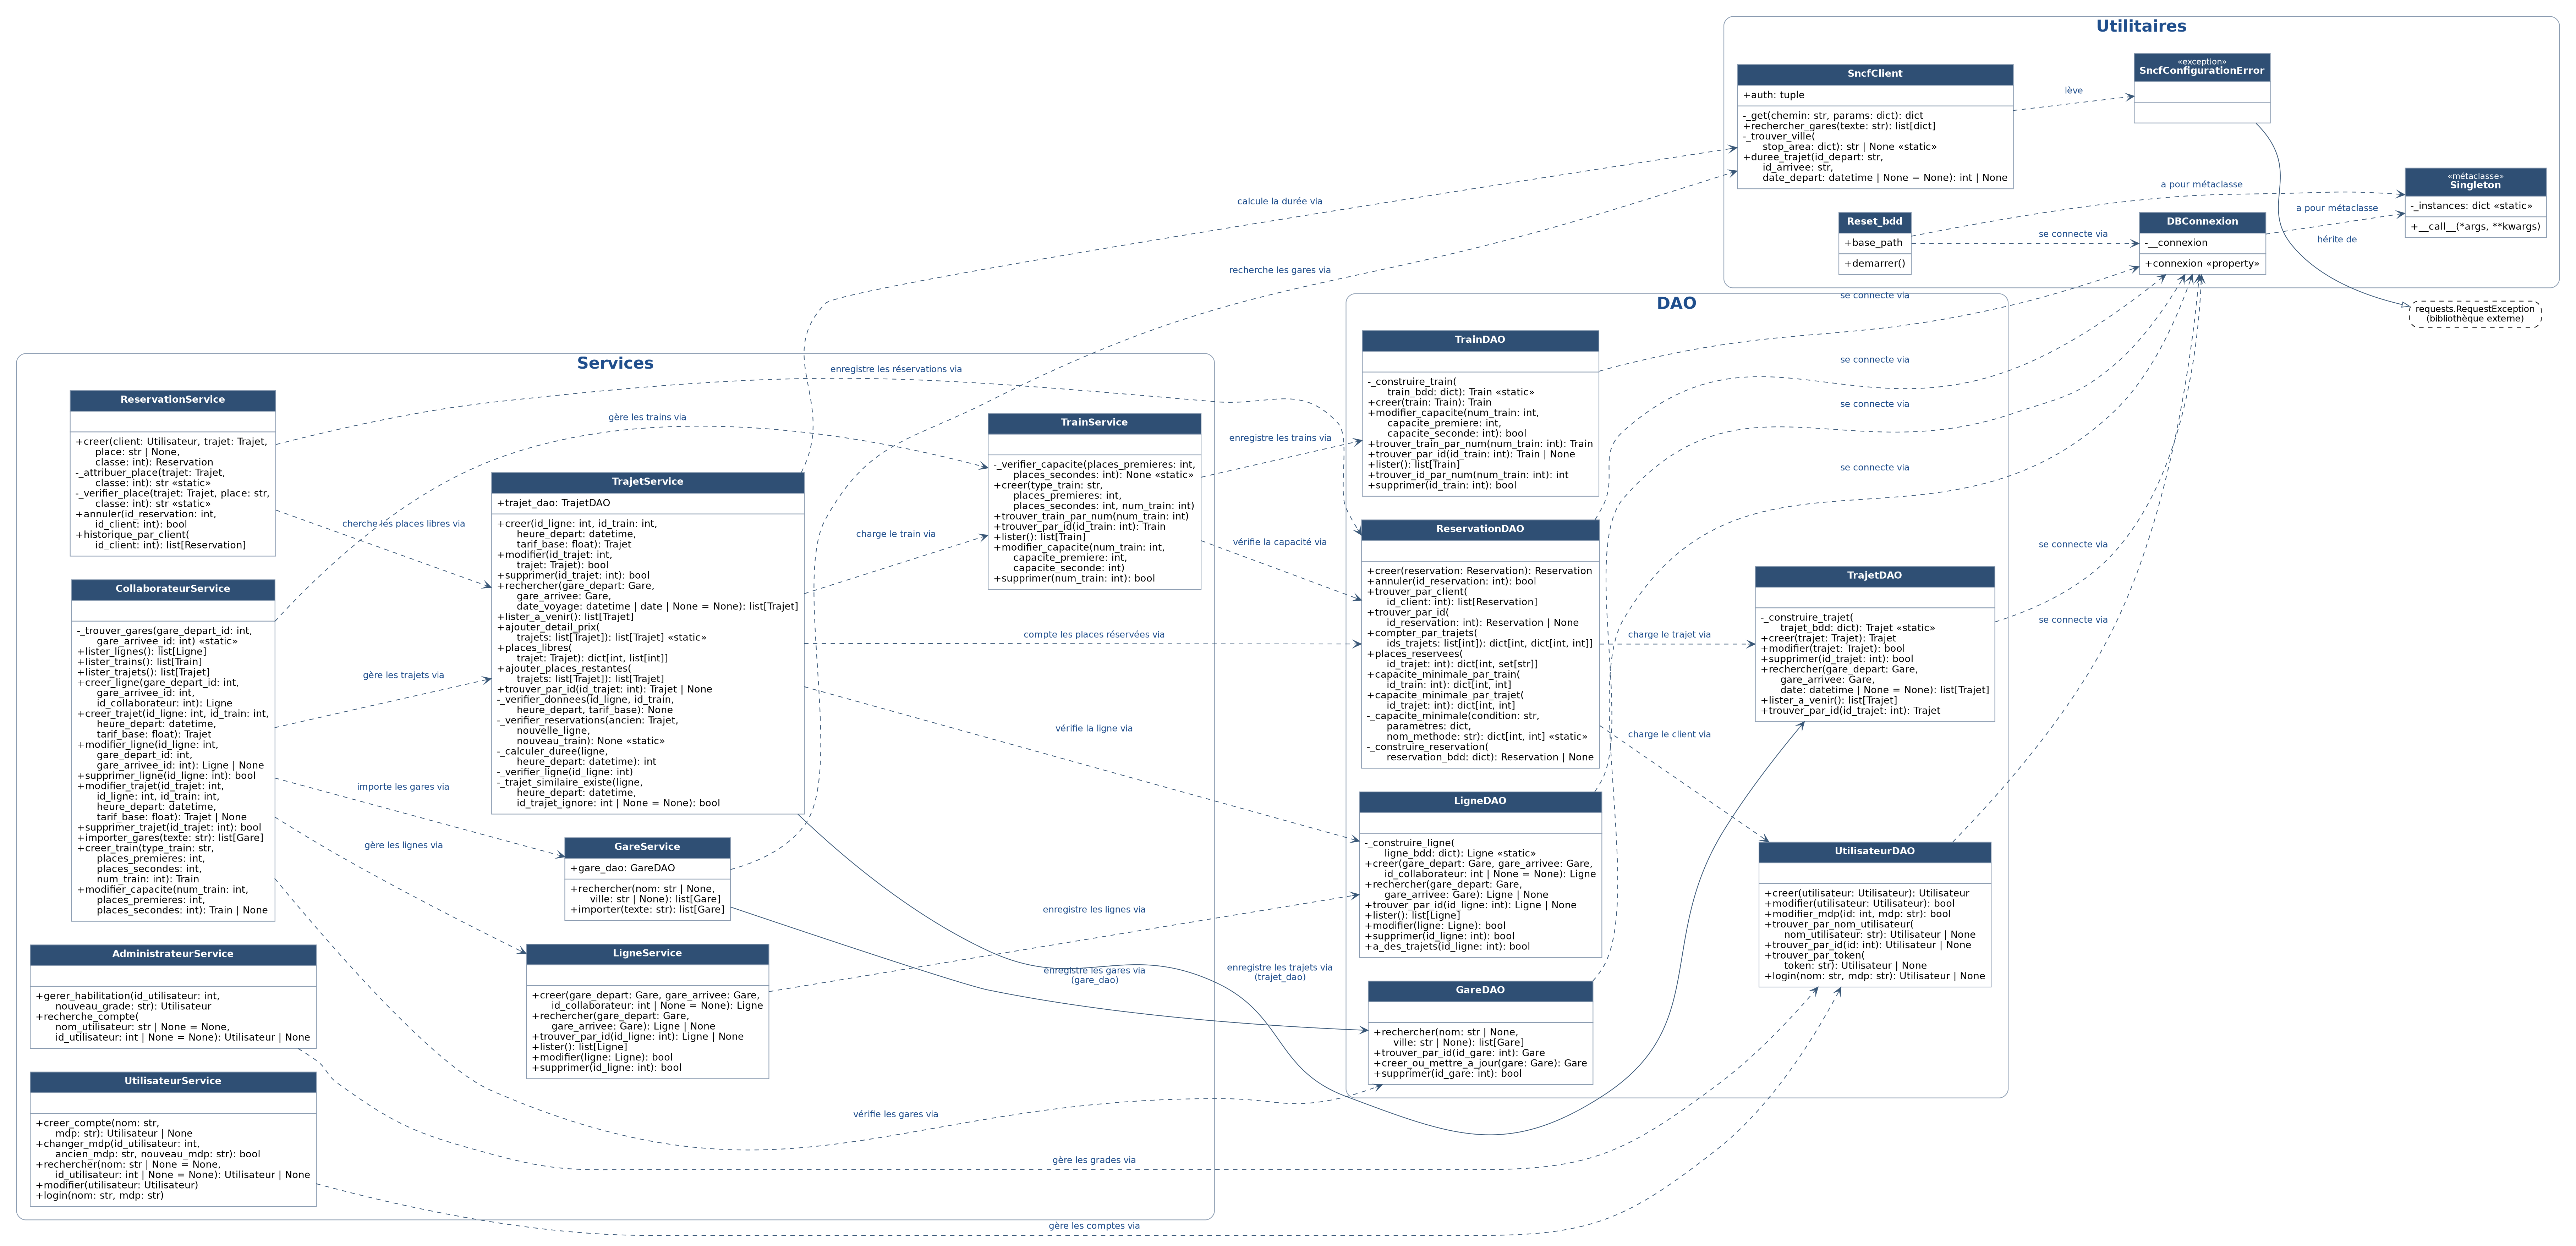 Utilitaires
SncfClient
+auth: tuple
-_get(chemin: str, params: dict): dict
+rechercher_gares(texte: str): list[dict]
-_trouver_ville(
stop_area: dict): str | None «static»
+duree_trajet(id_depart: str,
id_arrivee: str,
date_depart: datetime | None = None): int | None
lève
«exception»
SncfConfigurationError
«métaclasse»
Singleton
-_instances: dict «static»
+__call__(*args, **kwargs)
a pour métaclasse
a pour métaclasse
Reset_bdd
+base_path
+demarrer()
se connecte via
DBConnexion
-__connexion
+connexion «property»
hérite de
requests.RequestException
(bibliothèque externe)
calcule la durée via
recherche les gares via
DAO
se connecte via
se connecte via
se connecte via
se connecte via
se connecte via
se connecte via
TrainDAO
-_construire_train(
train_bdd: dict): Train «static»
+creer(train: Train): Train
+modifier_capacite(num_train: int,
capacite_premiere: int,
capacite_seconde: int): bool
+trouver_train_par_num(num_train: int): Train
+trouver_par_id(id_train: int): Train | None
+lister(): list[Train]
+trouver_id_par_num(num_train: int): int
+supprimer(id_train: int): bool
ReservationDAO
+creer(reservation: Reservation): Reservation
+annuler(id_reservation: int): bool
+trouver_par_client(
id_client: int): list[Reservation]
+trouver_par_id(
id_reservation: int): Reservation | None
+compter_par_trajets(
ids_trajets: list[int]): dict[int, dict[int, int]]
+places_reservees(
id_trajet: int): dict[int, set[str]]
+capacite_minimale_par_train(
id_train: int): dict[int, int]
+capacite_minimale_par_trajet(
id_trajet: int): dict[int, int]
-_capacite_minimale(condition: str,
parametres: dict,
nom_methode: str): dict[int, int] «static»
-_construire_reservation(
reservation_bdd: dict): Reservation | None
charge le trajet via
charge le client via
TrajetDAO
-_construire_trajet(
trajet_bdd: dict): Trajet «static»
+creer(trajet: Trajet): Trajet
+modifier(trajet: Trajet): bool
+supprimer(id_trajet: int): bool
+rechercher(gare_depart: Gare,
gare_arrivee: Gare,
date: datetime | None = None): list[Trajet]
+lister_a_venir(): list[Trajet]
+trouver_par_id(id_trajet: int): Trajet
LigneDAO
-_construire_ligne(
ligne_bdd: dict): Ligne «static»
+creer(gare_depart: Gare, gare_arrivee: Gare,
id_collaborateur: int | None = None): Ligne
+rechercher(gare_depart: Gare,
gare_arrivee: Gare): Ligne | None
+trouver_par_id(id_ligne: int): Ligne | None
+lister(): list[Ligne]
+modifier(ligne: Ligne): bool
+supprimer(id_ligne: int): bool
+a_des_trajets(id_ligne: int): bool
UtilisateurDAO
+creer(utilisateur: Utilisateur): Utilisateur
+modifier(utilisateur: Utilisateur): bool
+modifier_mdp(id: int, mdp: str): bool
+trouver_par_nom_utilisateur(
nom_utilisateur: str): Utilisateur | None
+trouver_par_id(id: int): Utilisateur | None
+trouver_par_token(
token: str): Utilisateur | None
+login(nom: str, mdp: str): Utilisateur | None
GareDAO
+rechercher(nom: str | None,
ville: str | None): list[Gare]
+trouver_par_id(id_gare: int): Gare
+creer_ou_mettre_a_jour(gare: Gare): Gare
+supprimer(id_gare: int): bool
Services
enregistre les réservations via
gère les trains via
ReservationService
+creer(client: Utilisateur, trajet: Trajet,
place: str | None,
classe: int): Reservation
-_attribuer_place(trajet: Trajet,
classe: int): str «static»
-_verifier_place(trajet: Trajet, place: str,
classe: int): str «static»
+annuler(id_reservation: int,
id_client: int): bool
+historique_par_client(
id_client: int): list[Reservation]
cherche les places libres via
TrajetService
+trajet_dao: TrajetDAO
+creer(id_ligne: int, id_train: int,
heure_depart: datetime,
tarif_base: float): Trajet
+modifier(id_trajet: int,
trajet: Trajet): bool
+supprimer(id_trajet: int): bool
+rechercher(gare_depart: Gare,
gare_arrivee: Gare,
date_voyage: datetime | date | None = None): list[Trajet]
+lister_a_venir(): list[Trajet]
+ajouter_detail_prix(
trajets: list[Trajet]): list[Trajet] «static»
+places_libres(
trajet: Trajet): dict[int, list[int]]
+ajouter_places_restantes(
trajets: list[Trajet]): list[Trajet]
+trouver_par_id(id_trajet: int): Trajet | None
-_verifier_donnees(id_ligne, id_train,
heure_depart, tarif_base): None
-_verifier_reservations(ancien: Trajet,
nouvelle_ligne,
nouveau_train): None «static»
-_calculer_duree(ligne,
heure_depart: datetime): int
-_verifier_ligne(id_ligne: int)
-_trajet_similaire_existe(ligne,
heure_depart: datetime,
id_trajet_ignore: int | None = None): bool
charge le train via
TrainService
-_verifier_capacite(places_premieres: int,
places_secondes: int): None «static»
+creer(type_train: str,
places_premieres: int,
places_secondes: int, num_train: int)
+trouver_train_par_num(num_train: int)
+trouver_par_id(id_train: int): Train
+lister(): list[Train]
+modifier_capacite(num_train: int,
capacite_premiere: int,
capacite_seconde: int)
+supprimer(num_train: int): bool
enregistre les trains via
vérifie la capacité via
compte les places réservées via
vérifie la ligne via
CollaborateurService
-_trouver_gares(gare_depart_id: int,
gare_arrivee_id: int) «static»
+lister_lignes(): list[Ligne]
+lister_trains(): list[Train]
+lister_trajets(): list[Trajet]
+creer_ligne(gare_depart_id: int,
gare_arrivee_id: int,
id_collaborateur: int): Ligne
+creer_trajet(id_ligne: int, id_train: int,
heure_depart: datetime,
tarif_base: float): Trajet
+modifier_ligne(id_ligne: int,
gare_depart_id: int,
gare_arrivee_id: int): Ligne | None
+supprimer_ligne(id_ligne: int): bool
+modifier_trajet(id_trajet: int,
id_ligne: int, id_train: int,
heure_depart: datetime,
tarif_base: float): Trajet | None
+supprimer_trajet(id_trajet: int): bool
+importer_gares(texte: str): list[Gare]
+creer_train(type_train: str,
places_premieres: int,
places_secondes: int,
num_train: int): Train
+modifier_capacite(num_train: int,
places_premieres: int,
places_secondes: int): Train | None
gère les trajets via
importe les gares via
gère les lignes via
GareService
+gare_dao: GareDAO
+rechercher(nom: str | None,
ville: str | None): list[Gare]
+importer(texte: str): list[Gare]
LigneService
+creer(gare_depart: Gare, gare_arrivee: Gare,
id_collaborateur: int | None = None): Ligne
+rechercher(gare_depart: Gare,
gare_arrivee: Gare): Ligne | None
+trouver_par_id(id_ligne: int): Ligne | None
+lister(): list[Ligne]
+modifier(ligne: Ligne): bool
+supprimer(id_ligne: int): bool
enregistre les lignes via
enregistre les gares via
(gare_dao)
enregistre les trajets via
(trajet_dao)
AdministrateurService
+gerer_habilitation(id_utilisateur: int,
nouveau_grade: str): Utilisateur
+recherche_compte(
nom_utilisateur: str | None = None,
id_utilisateur: int | None = None): Utilisateur | None
UtilisateurService
+creer_compte(nom: str,
mdp: str): Utilisateur | None
+changer_mdp(id_utilisateur: int,
ancien_mdp: str, nouveau_mdp: str): bool
+rechercher(nom: str | None = None,
id_utilisateur: int | None = None): Utilisateur | None
+modifier(utilisateur: Utilisateur)
+login(nom: str, mdp: str)
vérifie les gares via
gère les grades via
gère les comptes via